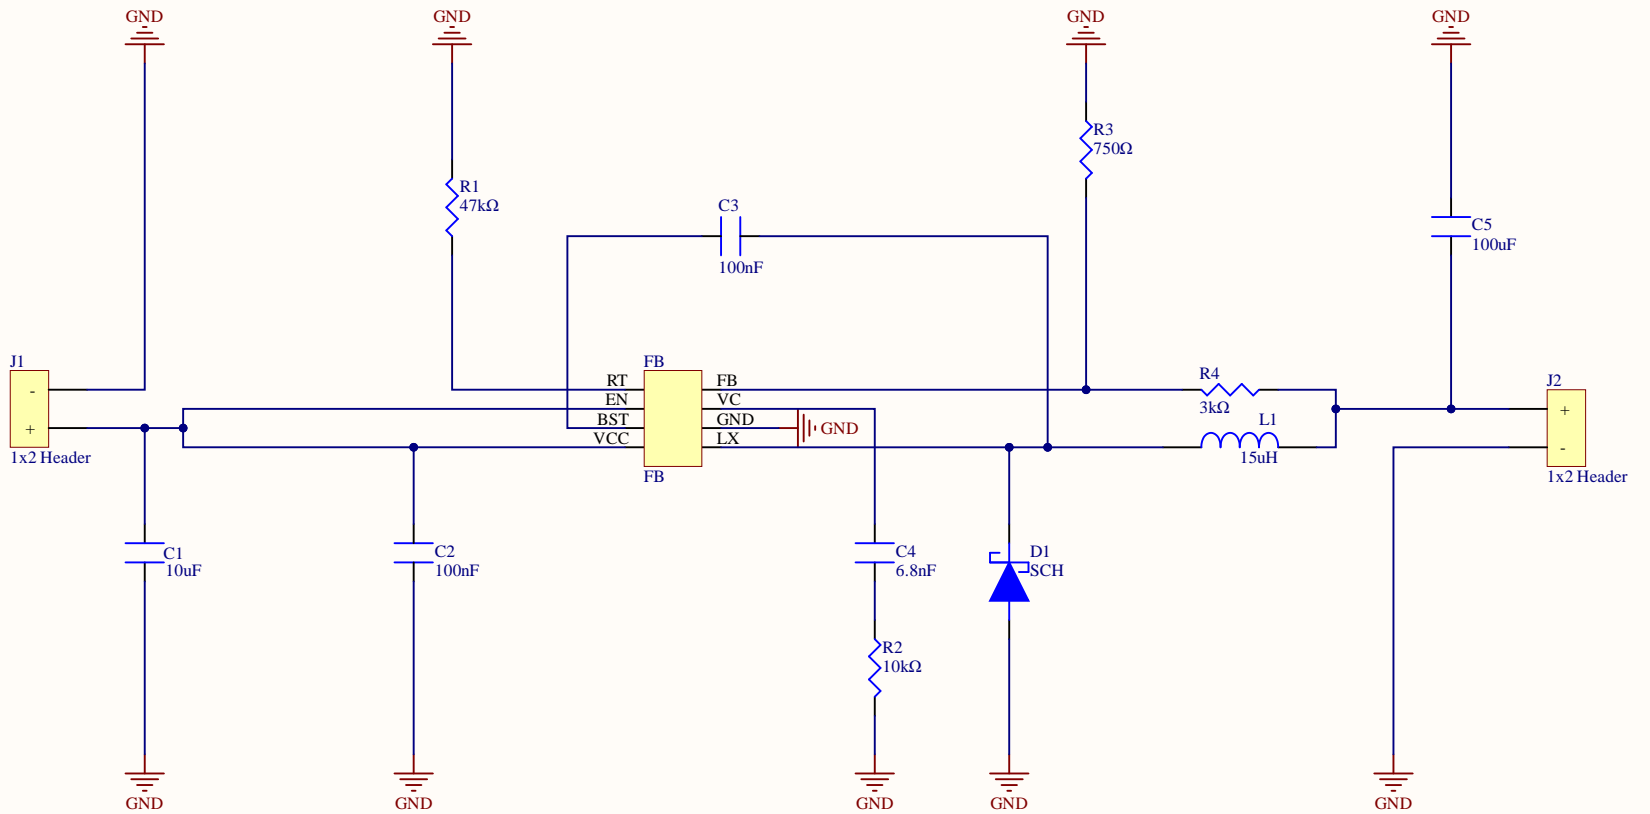 GND
GND
GND
GND
R3
750Ω
R1
47kΩ
C3
100nF
C5
100uF
J1
-
+
1x2 Header
FB
RT
EN
BST
VCC
FB
VC
GND
LX
FB
GND
R4
3kΩ
L1
15uH
J2
+
-
1x2 Header
C1
10uF
C2
100nF
C4
6.8nF
D1
SCH
R2
10kΩ
GND
GND
GND
GND
GND